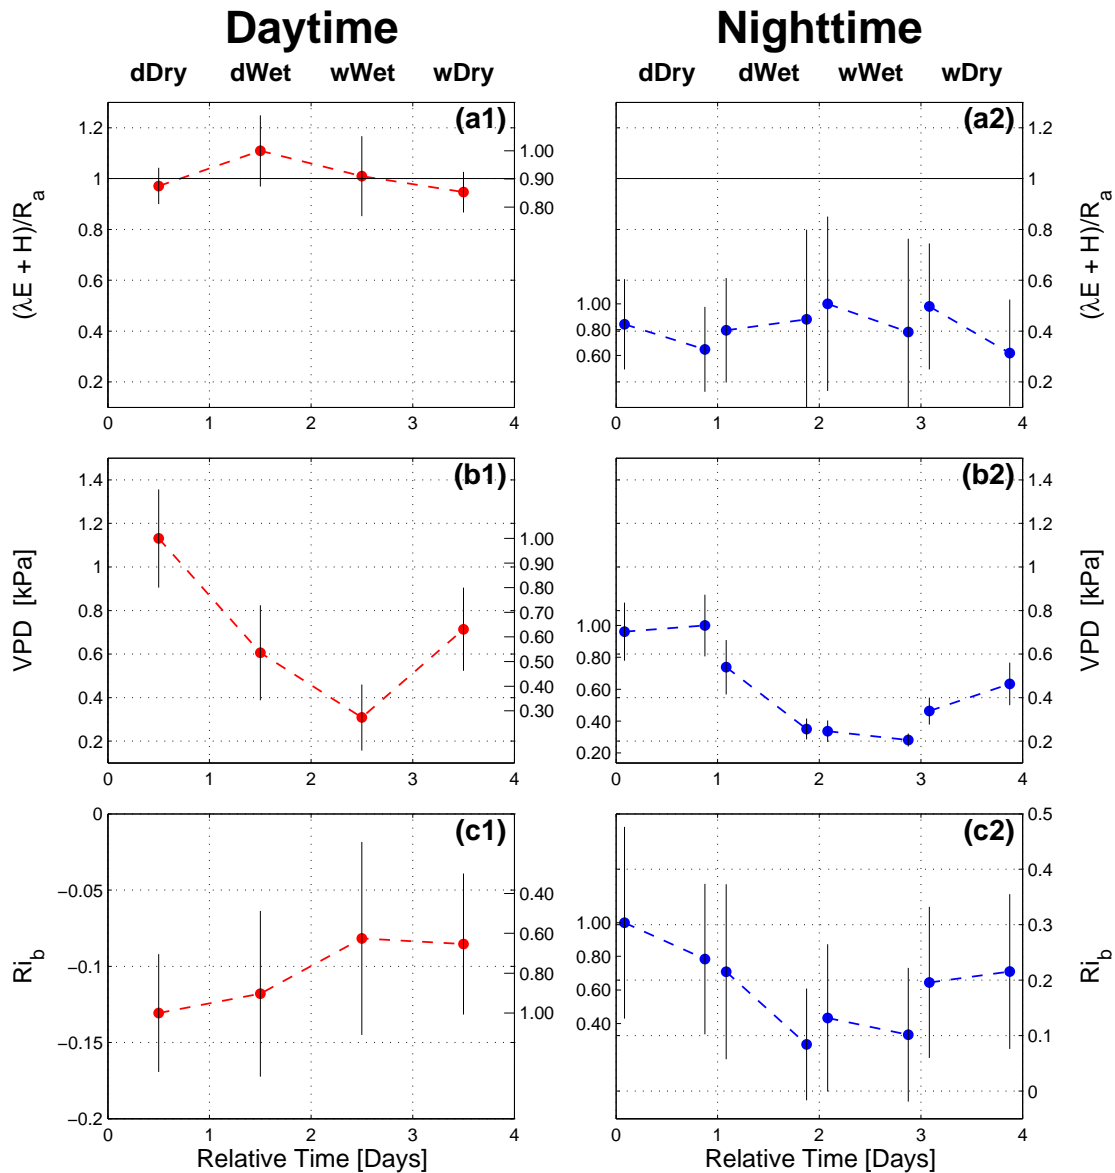 Daytime Nighttime
dDry dWet wWet wDry dDry dWet wWet wDry
(a1)
(λE + H)/R_a
1.2
1
0.8
0.6
0.4
0.2
1.00
0.90
0.80
0 1 2 3 4
(a2)
1.00
0.80
0.60
1.2
1
0.8
0.6
0.4
0.2
(λE + H)/R_a
0 1 2 3 4
(b1)
VPD [kPa]
1.4
1.2
1
0.8
0.6
0.4
0.2
1.00
0.90
0.80
0.70
0.60
0.50
0.40
0.30
0 1 2 3 4
(b2)
1.00
0.80
0.60
0.40
0.20
1.4
1.2
1
0.8
0.6
0.4
0.2
VPD [kPa]
0 1 2 3 4
(c1)
Ri_b
0
−0.05
−0.1
−0.15
−0.2
0.40
0.60
0.80
1.00
0 1 2 3 4
Relative Time [Days]
(c2)
1.00
0.80
0.60
0.40
0.5
0.4
0.3
0.2
0.1
0
Ri_b
0 1 2 3 4
Relative Time [Days]